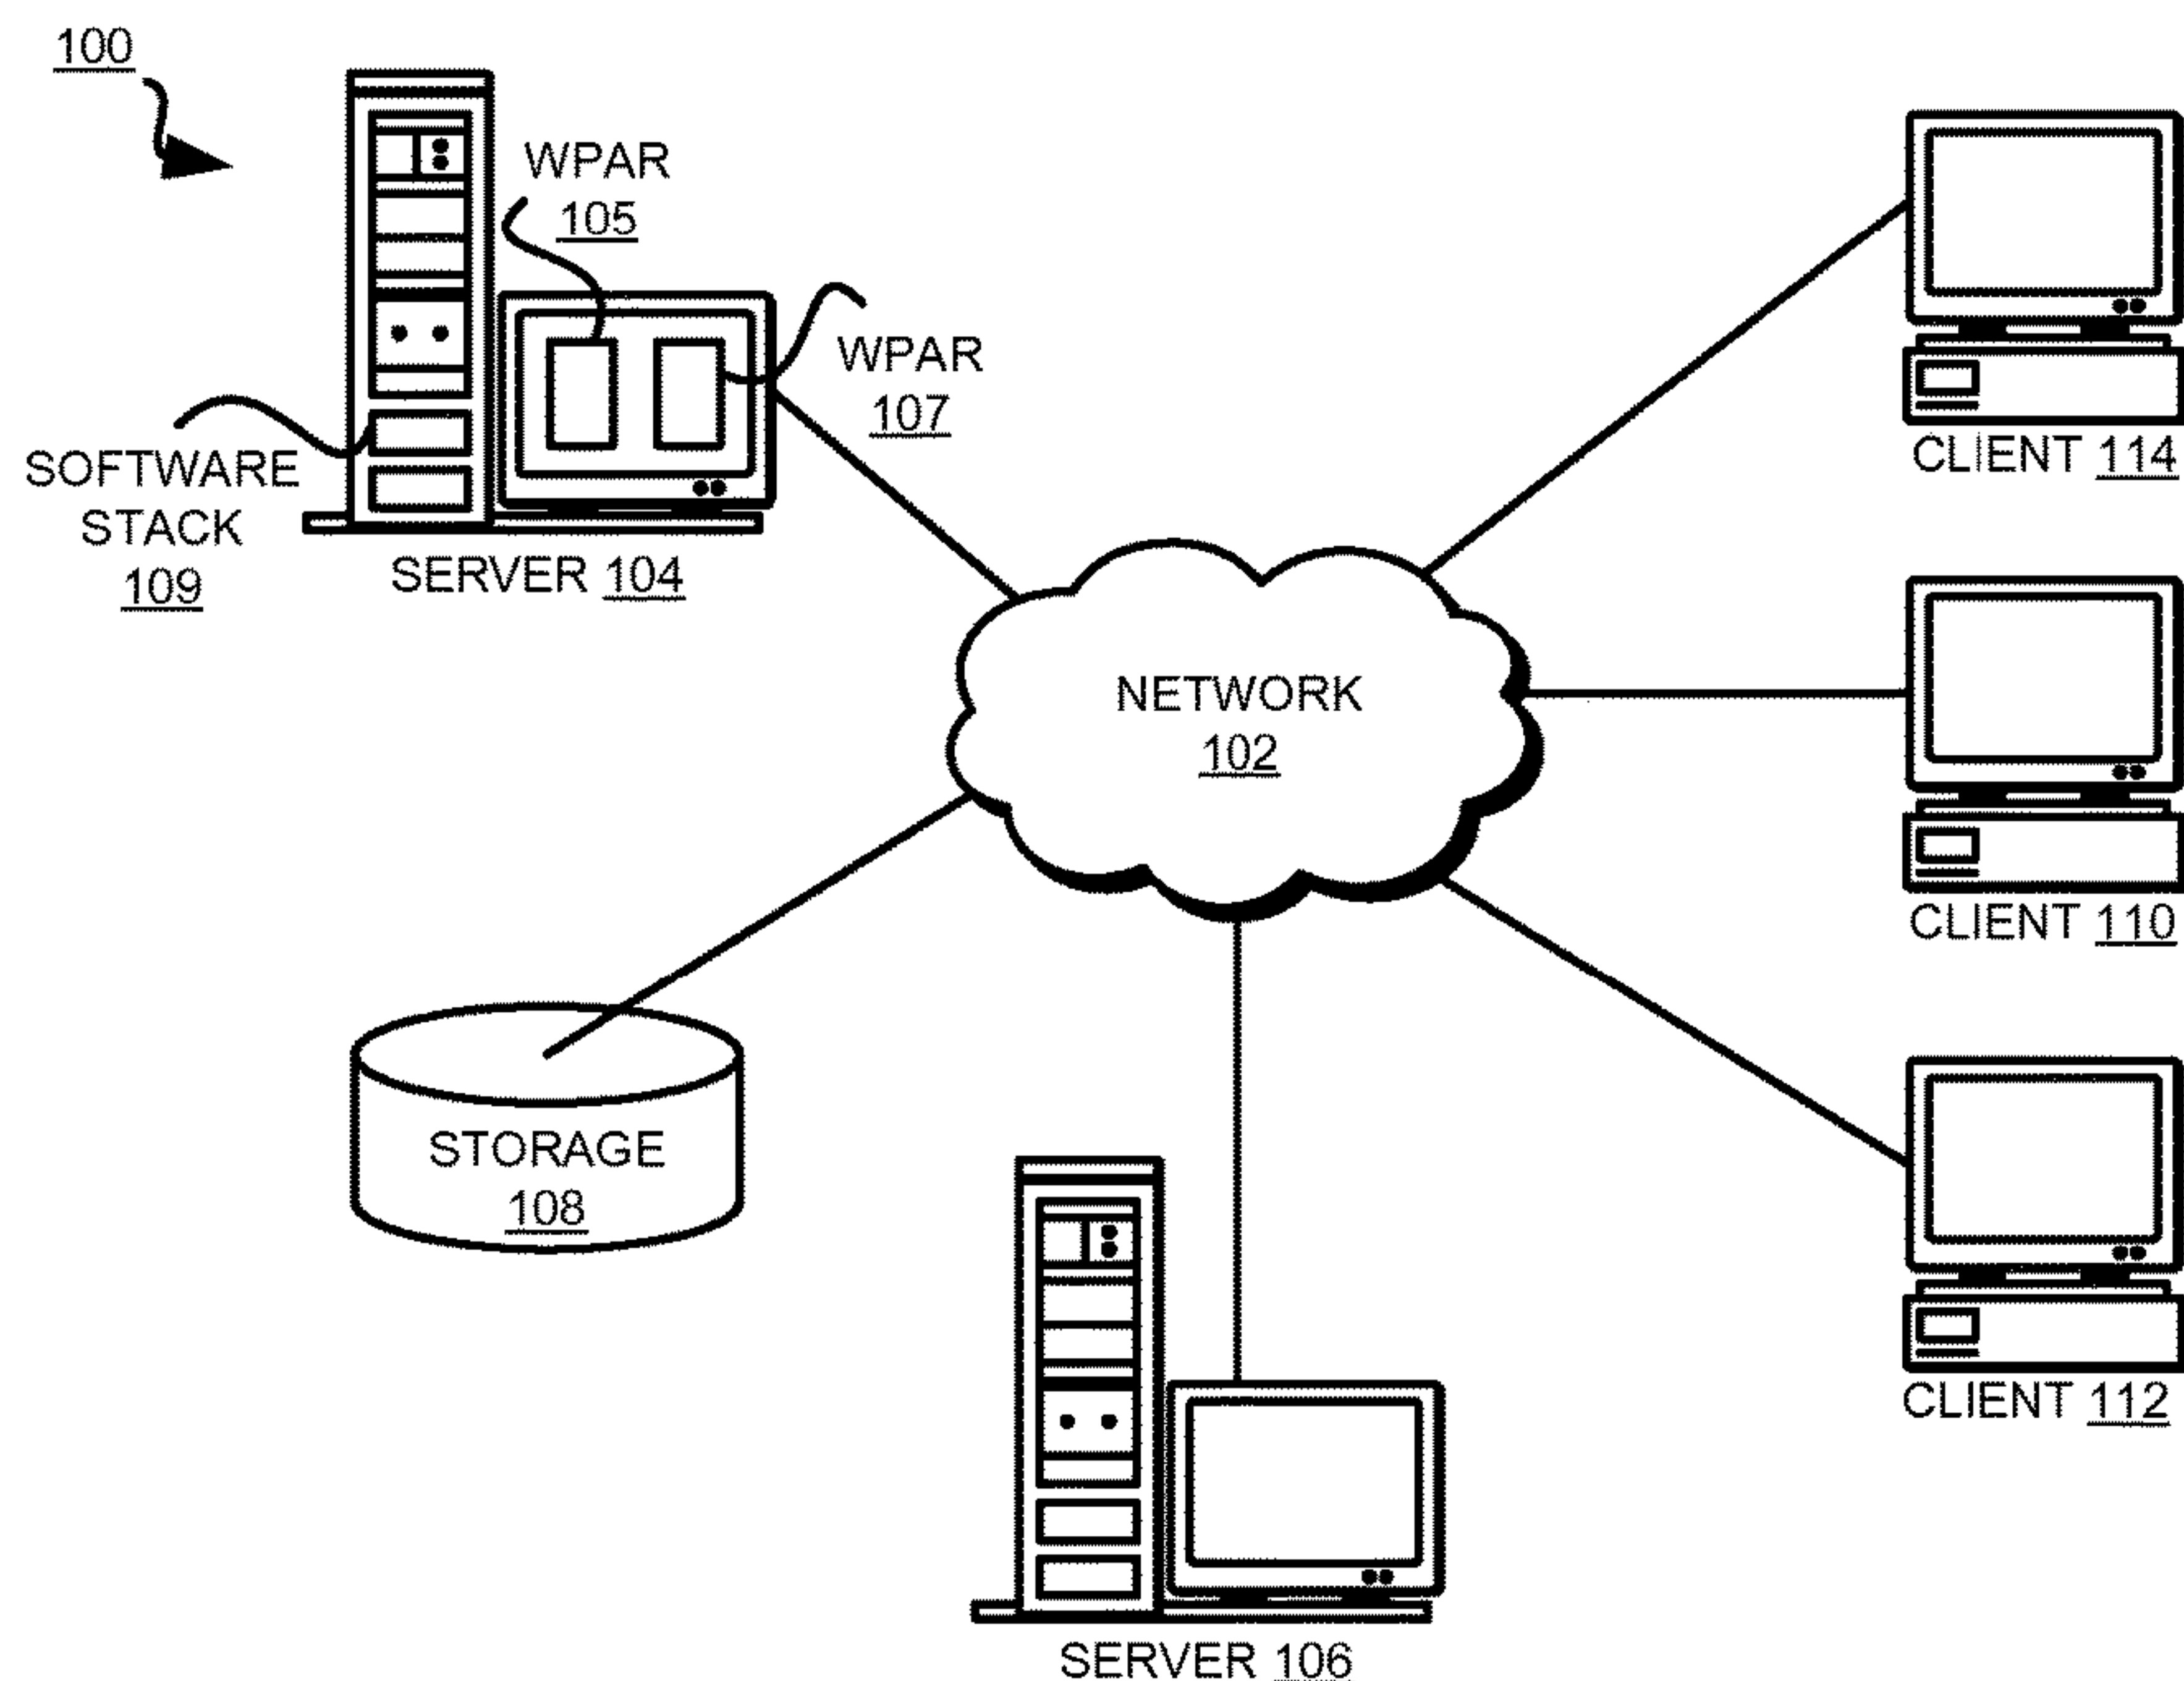 100
WPAR
105
WPAR
107
SOFTWARE
STACK
109
SERVER 104
CLIENT 114
NETWORK
102
CLIENT 110
STORAGE
108
CLIENT 112
SERVER 106